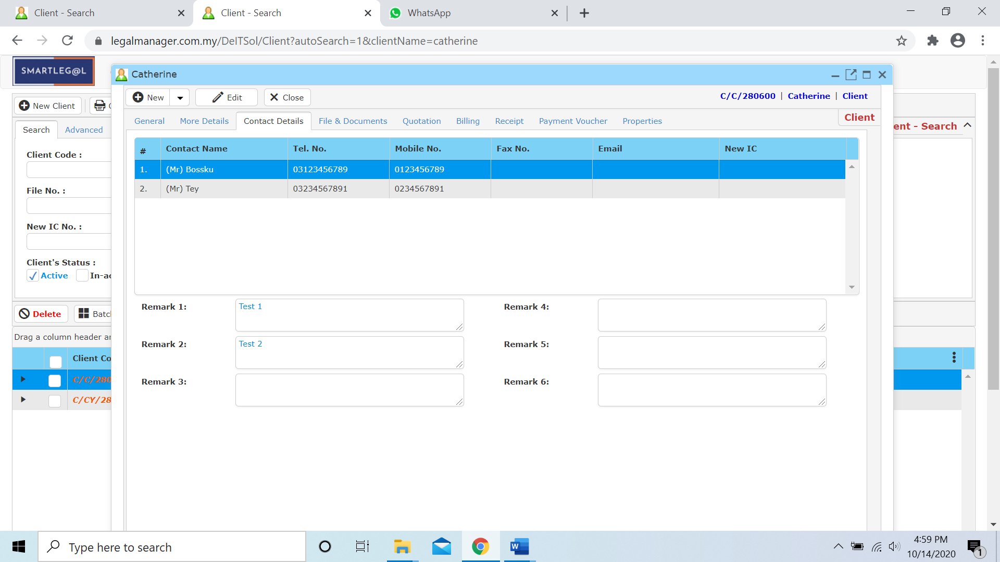 Client - Search
Client - Search
WhatsApp
legalmanager.com.my/DeITSol/Client?autoSearch=1&clientName=catherine
SMARTLEG@L
Catherine
New
Edit
Close
C/C/280600 | Catherine | Client
New Client
General
More Details
Contact Details
File & Documents
Quotation
Billing
Receipt
Payment Voucher
Properties
Client
Search
Advanced
ent - Search
# Contact Name Tel. No. Mobile No. Fax No. Email New IC
1. (Mr) Bossku 03123456789 0123456789
2. (Mr) Tey 03234567891 0234567891
Client Code :
File No. :
New IC No. :
Client's Status :
Active
In-ac
Remark 1: Test 1
Remark 4:
Delete
Batch
Drag a column header an
Remark 2: Test 2
Remark 5:
Client Co
Remark 3:
Remark 6:
C/C/280
C/CY/28
Type here to search
4:59 PM
10/14/2020
1